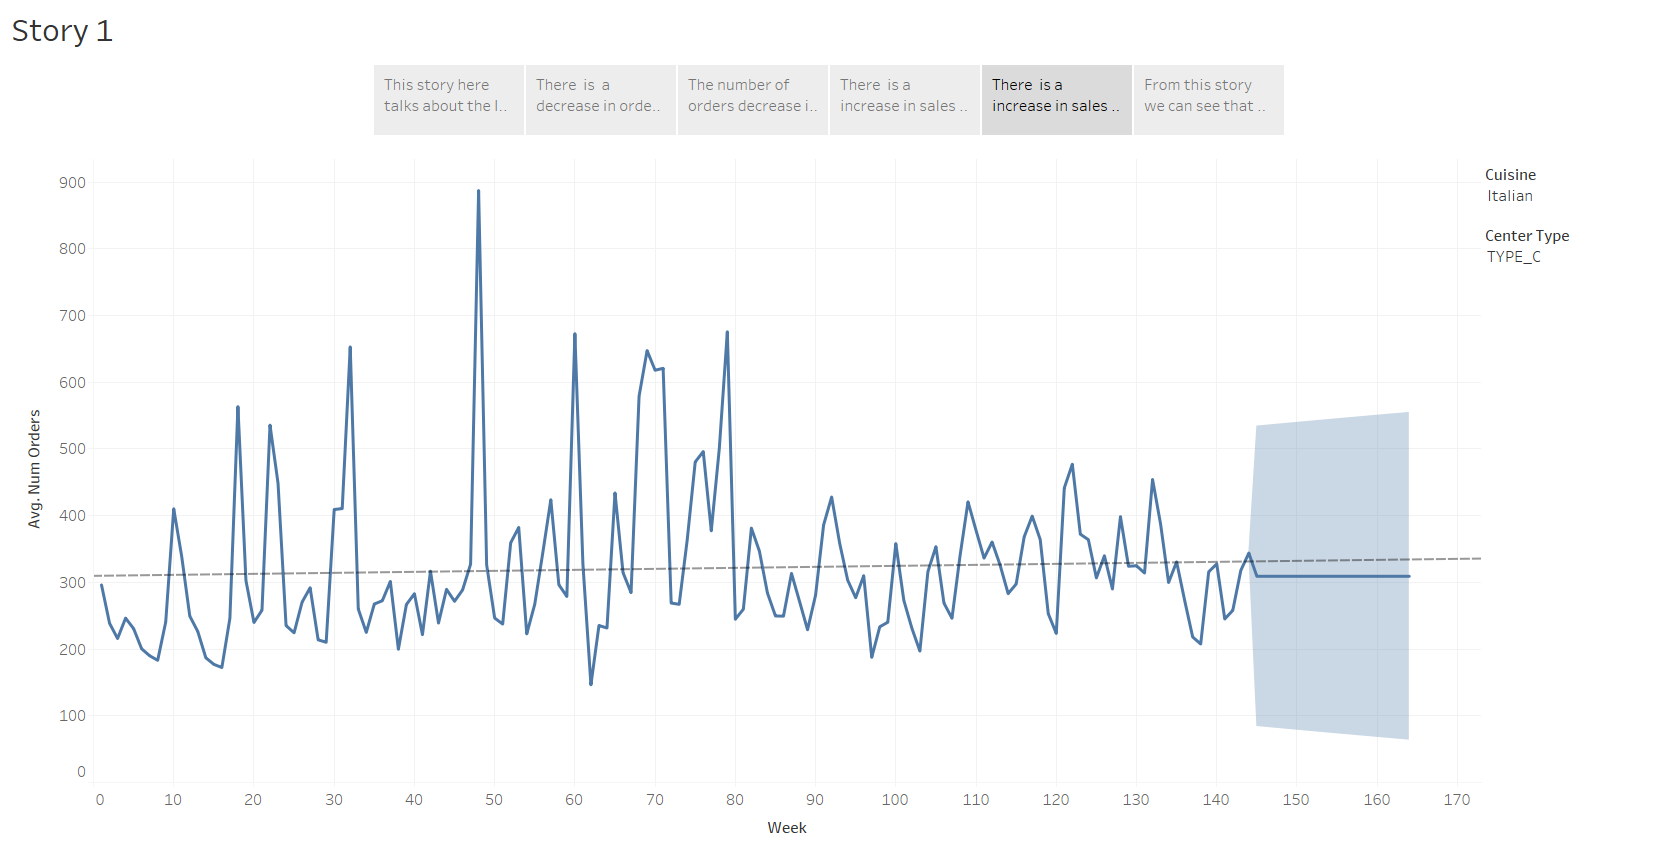 Story 1
This story here
talks about the l..
There is a
decrease in orde..
The number of
orders decrease i..
There is a
increase in sales ..
There is a
increase in sales ..
From this story
we can see that ..
Cuisine
Italian
Center Type
TYPE_C
Avg. Num Orders
900
800
700
600
500
400
300
200
100
0
0 10 20 30 40 50 60 70 80 90 100 110 120 130 140 150 160 170
Week